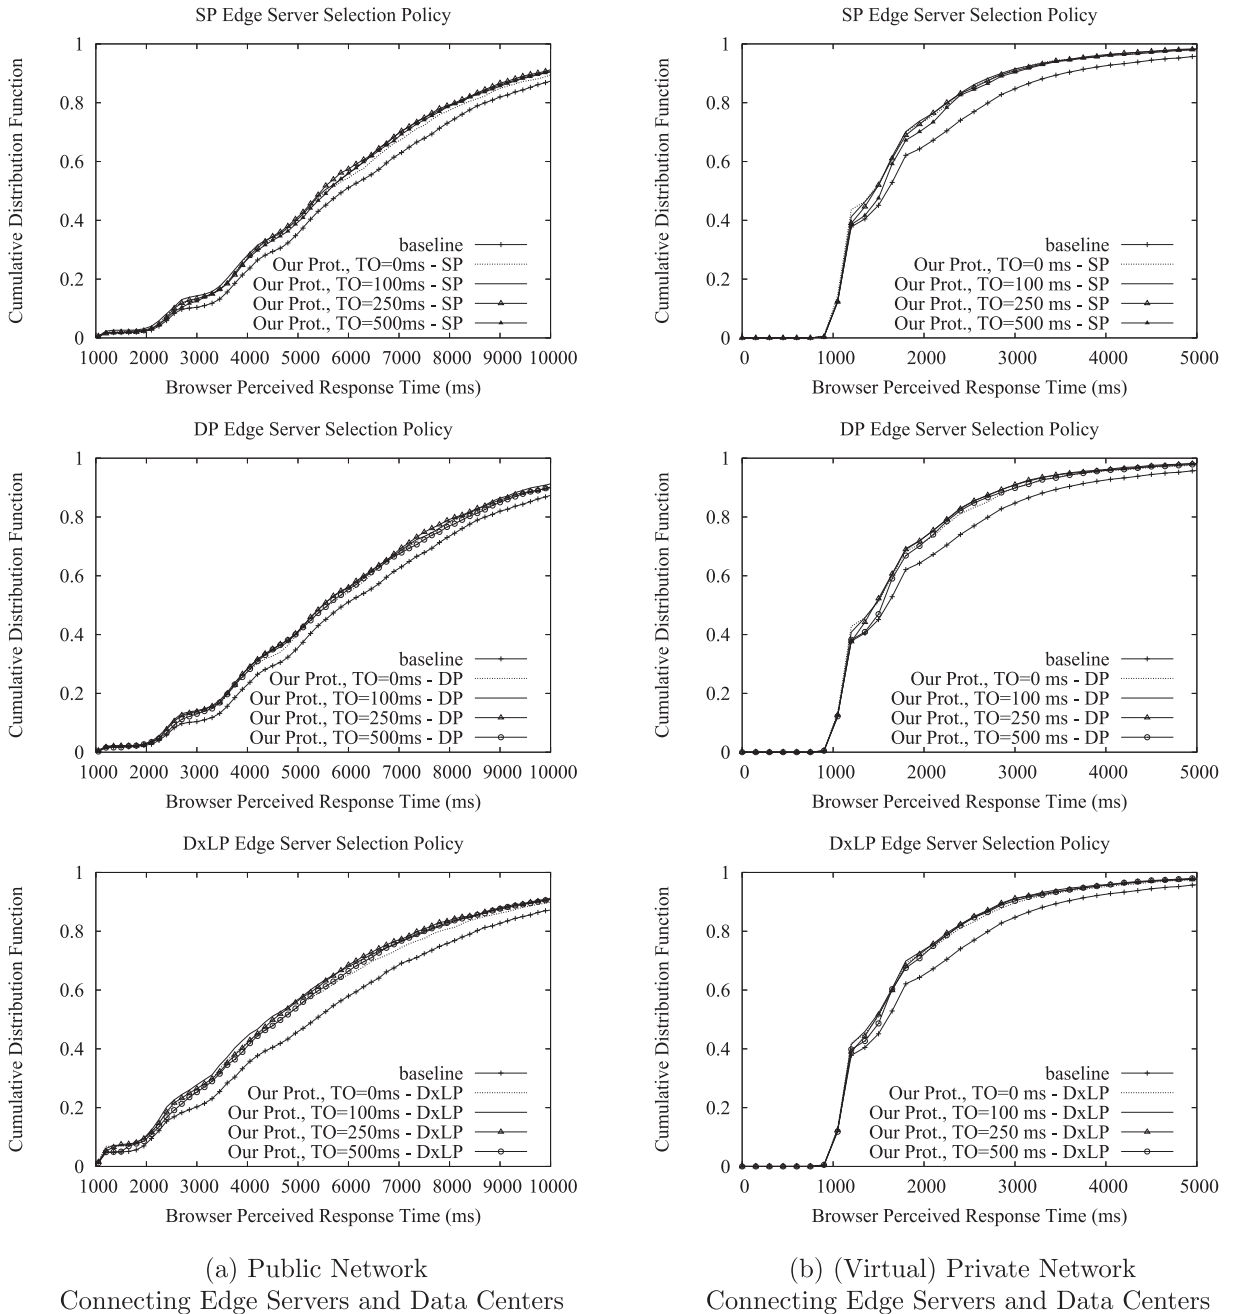 SP Edge Server Selection Policy
Cumulative Distribution Function
1
0.8
0.6
0.4
0.2
0
baseline
Our Prot., TO=0ms - SP
Our Prot., TO=100ms - SP
Our Prot., TO=250ms - SP
Our Prot., TO=500ms - SP
1000 2000 3000 4000 5000 6000 7000 8000 9000 10000
Browser Perceived Response Time (ms)
SP Edge Server Selection Policy
Cumulative Distribution Function
1
0.8
0.6
0.4
0.2
0
baseline
Our Prot., TO=0 ms - SP
Our Prot., TO=100 ms - SP
Our Prot., TO=250 ms - SP
Our Prot., TO=500 ms - SP
0 1000 2000 3000 4000 5000
Browser Perceived Response Time (ms)
DP Edge Server Selection Policy
Cumulative Distribution Function
1
0.8
0.6
0.4
0.2
0
baseline
Our Prot., TO=0ms - DP
Our Prot., TO=100ms - DP
Our Prot., TO=250ms - DP
Our Prot., TO=500ms - DP
1000 2000 3000 4000 5000 6000 7000 8000 9000 10000
Browser Perceived Response Time (ms)
DP Edge Server Selection Policy
Cumulative Distribution Function
1
0.8
0.6
0.4
0.2
0
baseline
Our Prot., TO=0 ms - DP
Our Prot., TO=100 ms - DP
Our Prot., TO=250 ms - DP
Our Prot., TO=500 ms - DP
0 1000 2000 3000 4000 5000
Browser Perceived Response Time (ms)
DxLP Edge Server Selection Policy
Cumulative Distribution Function
1
0.8
0.6
0.4
0.2
0
baseline
Our Prot., TO=0ms - DxLP
Our Prot., TO=100ms - DxLP
Our Prot., TO=250ms - DxLP
Our Prot., TO=500ms - DxLP
1000 2000 3000 4000 5000 6000 7000 8000 9000 10000
Browser Perceived Response Time (ms)
DxLP Edge Server Selection Policy
Cumulative Distribution Function
1
0.8
0.6
0.4
0.2
0
baseline
Our Prot., TO=0 ms - DxLP
Our Prot., TO=100 ms - DxLP
Our Prot., TO=250 ms - DxLP
Our Prot., TO=500 ms - DxLP
0 1000 2000 3000 4000 5000
Browser Perceived Response Time (ms)
(a) Public Network
Connecting Edge Servers and Data Centers
(b) (Virtual) Private Network
Connecting Edge Servers and Data Centers